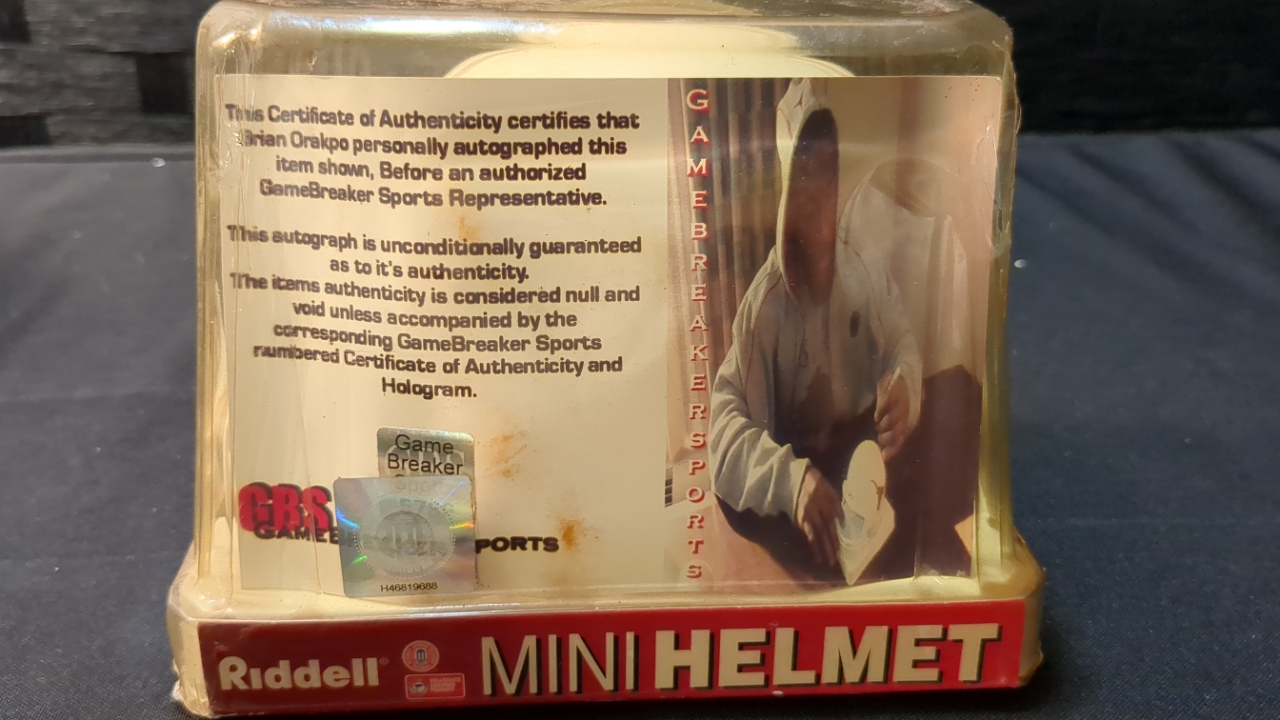 This Certificate of Authenticity certifies that
Brian Orakpo personally autographed this
item shown, Before an authorized
GameBreaker Sports Representative.
This autograph is unconditionally guaranteed
as to it's authenticity.
The items authenticity is considered null and
void unless accompanied by the
corresponding GameBreaker Sports
numbered Certificate of Authenticity and
Hologram.
Game
Breaker
GBS
PORTS
H46819688
GAMEBREAKERSPORTS
Riddell
MINI HELMET